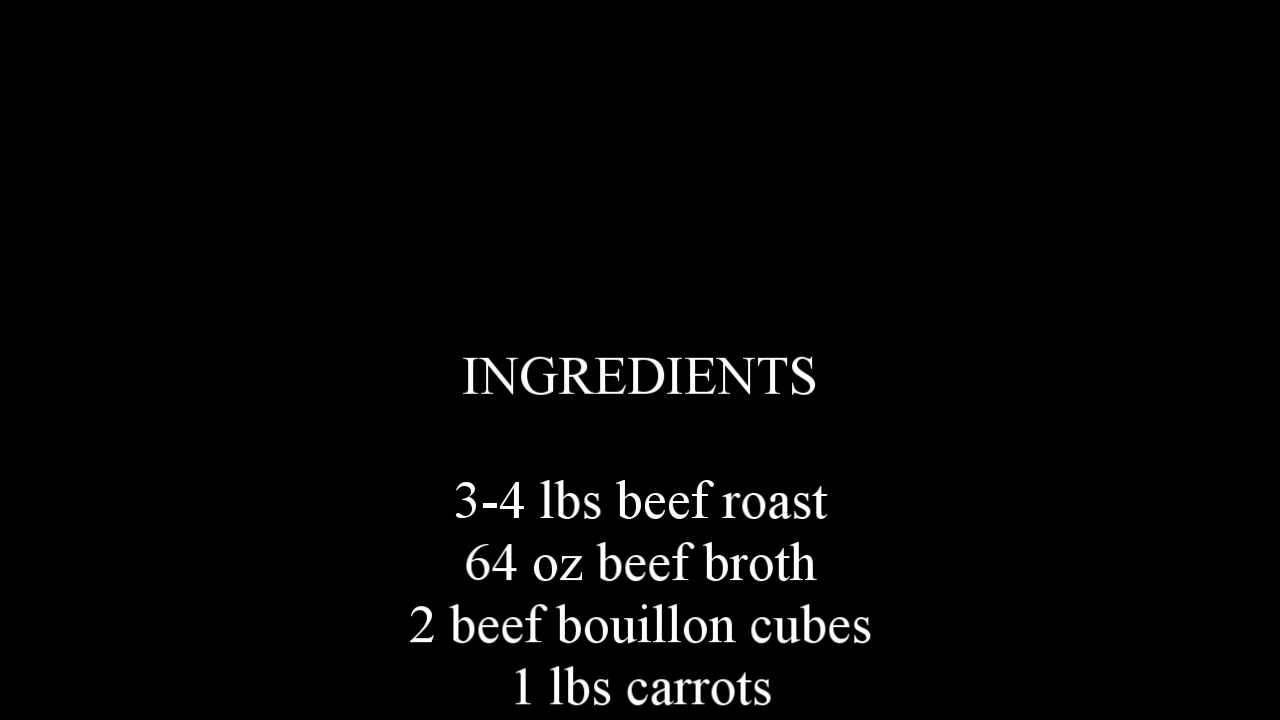 INGREDIENTS
3-4 lbs beef roast
64 oz beef broth
2 beef bouillon cubes
1 lbs carrots